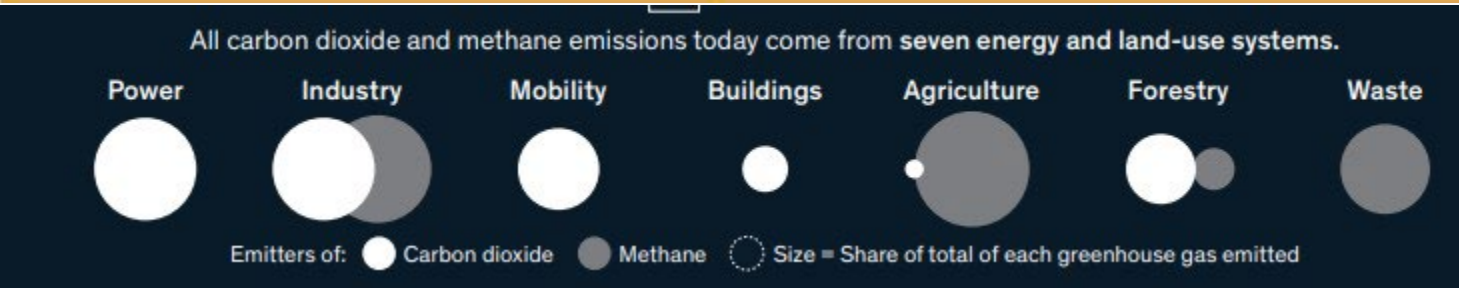 All carbon dioxide and methane emissions today come from seven energy and land-use systems.
Power Industry Mobility Buildings Agriculture Forestry Waste
Emitters of: Carbon dioxide Methane Size = Share of total of each greenhouse gas emitted